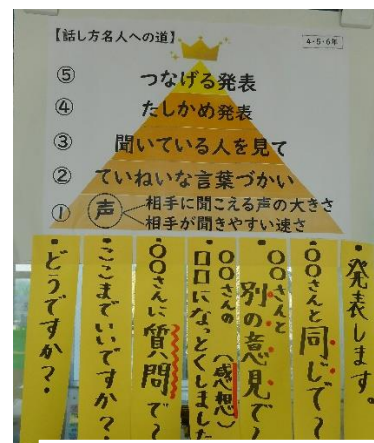 【話し方名人への道】
4・5・6年
⑤ つなげる発表
④ たしかめ発表
③ 聞いている人を見て
② ていねいな言葉づかい
① 声 相手に聞こえる声の大きさ
相手が聞きやすい速さ
・発表します。
・〇〇さんと同じで〜
・〇〇さんと別の意見で〜
・〇〇さんの(感想)
口口になっとくしました
・〇〇さんに質問で〜
・ここまでいいですか?
・どうですか?